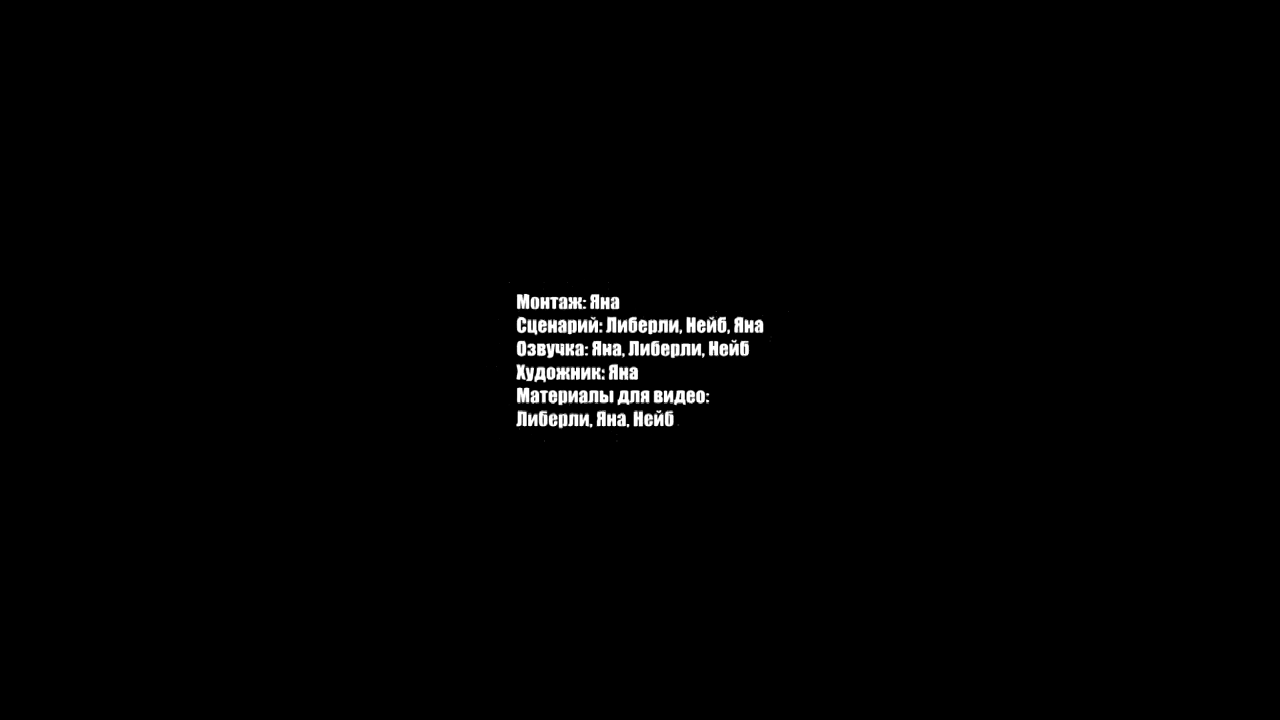 Монтаж: Яна
Сценарий: Либерли, Нейб, Яна
Озвучка: Яна, Либерли, Нейб
Художник: Яна
Материалы для видео:
Либерли, Яна, Нейб